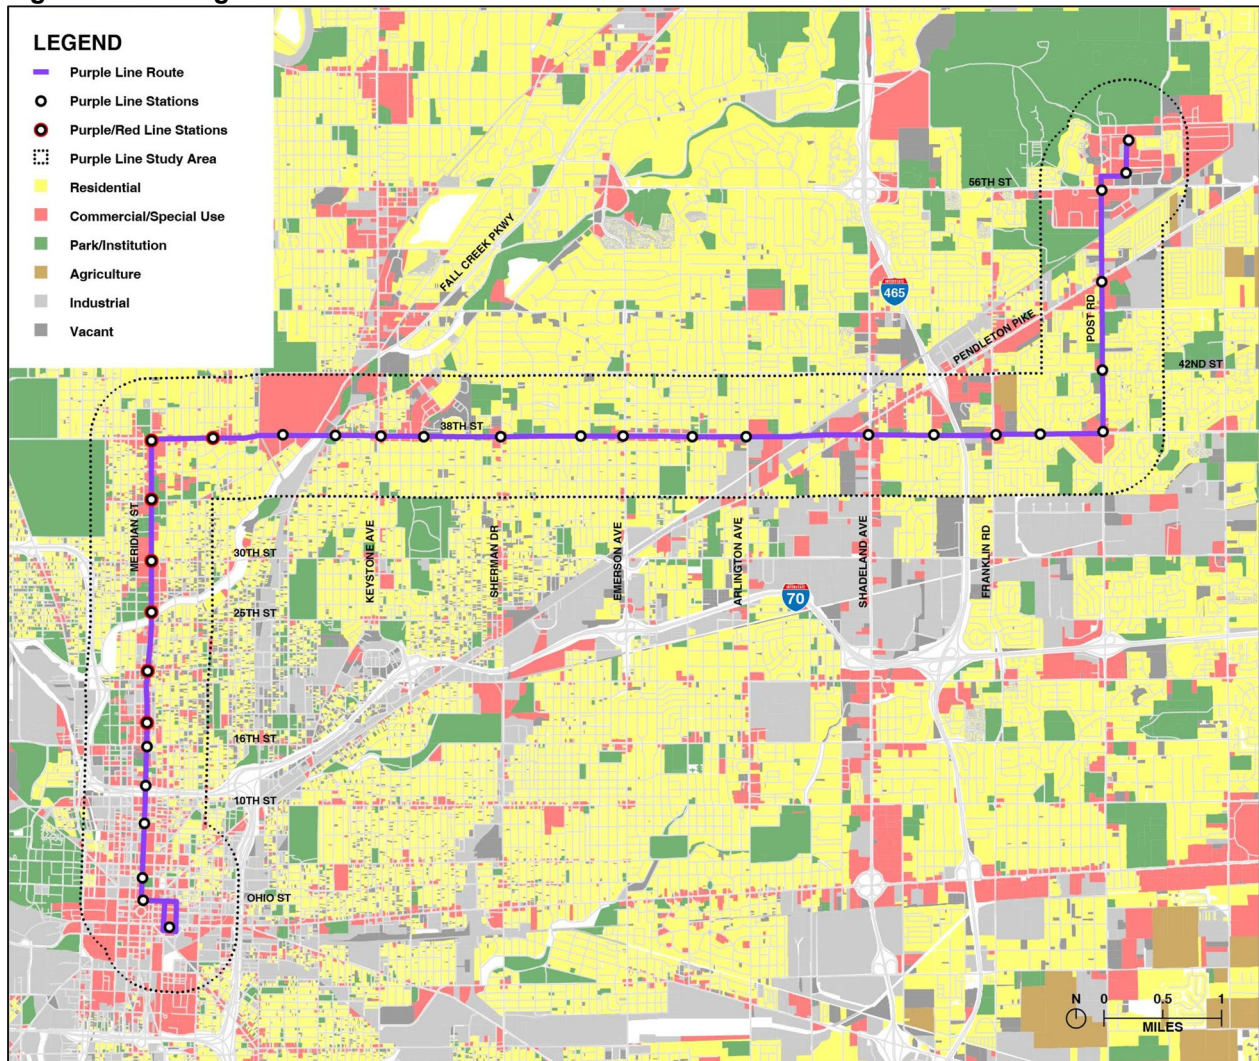 LEGEND
Purple Line Route
Purple Line Stations
Purple/Red Line Stations
Purple Line Study Area
Residential
Commercial/Special Use
Park/Institution
Agriculture
Industrial
Vacant
FALL CREEK PKWY
56TH ST
INTERSTATE
465
PENDLETON PIKE
POST RD
42ND ST
38TH ST
MERIDIAN ST
30TH ST
KEYSTONE AVE
SHERMAN DR
EMERSON AVE
ARLINGTON AVE
SHADELAND AVE
FRANKLIN RD
INTERSTATE
70
25TH ST
16TH ST
10TH ST
OHIO ST
N
0 0.5 1
MILES